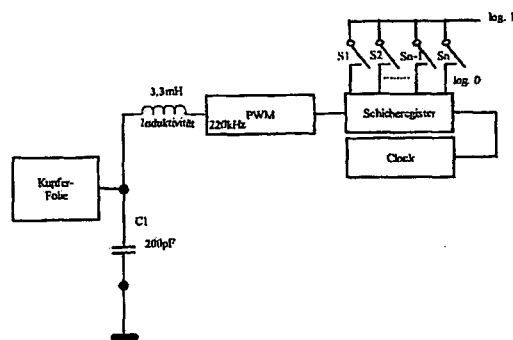 log. 1
S1 S2 Sn-1 Sn
log. 0
3,3mH
Induktivität
PWM
220kHz
Schieberegister
Clock
Kupfer-
Folie
C1
200pF